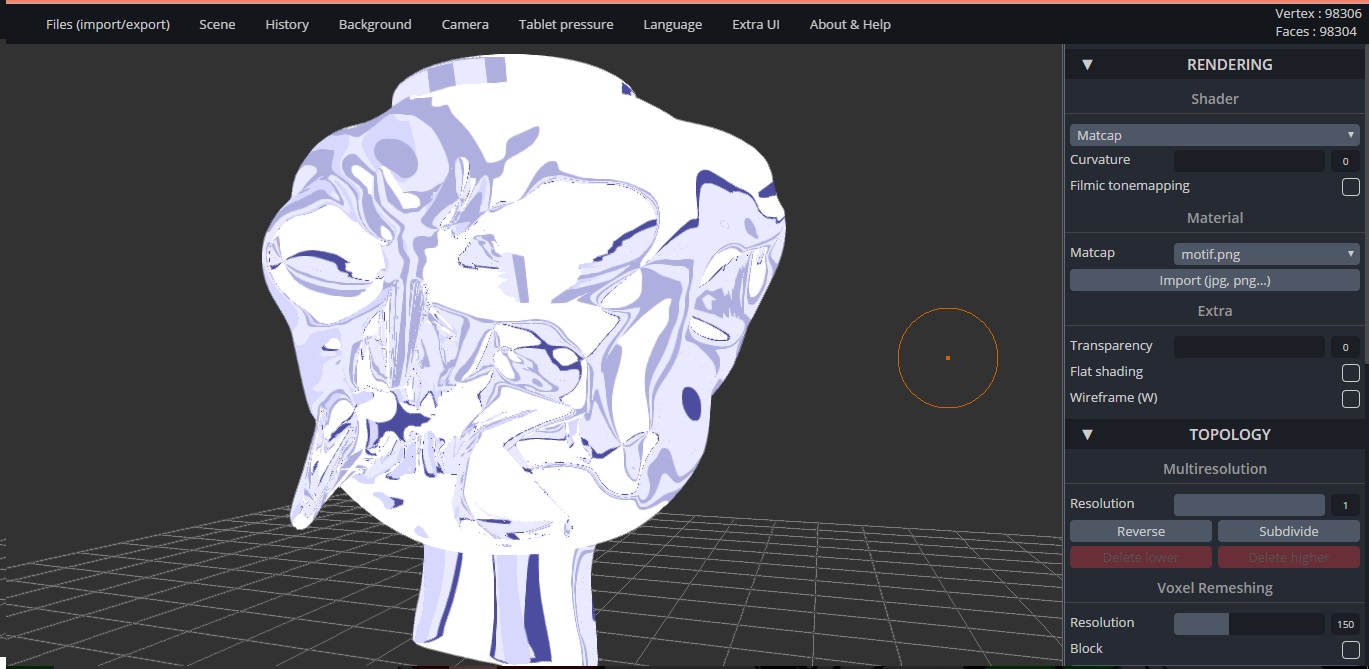 Files (import/export) Scene History Background Camera Tablet pressure Language Extra UI About & Help
Vertex : 98306
Faces : 98304
RENDERING
Shader
Matcap
Curvature 0
Filmic tonemapping
Material
Matcap motif.png
Import (jpg, png...)
Extra
Transparency 0
Flat shading
Wireframe (W)
TOPOLOGY
Multiresolution
Resolution 1
Reverse Subdivide
Delete lower Delete higher
Voxel Remeshing
Resolution 150
Block